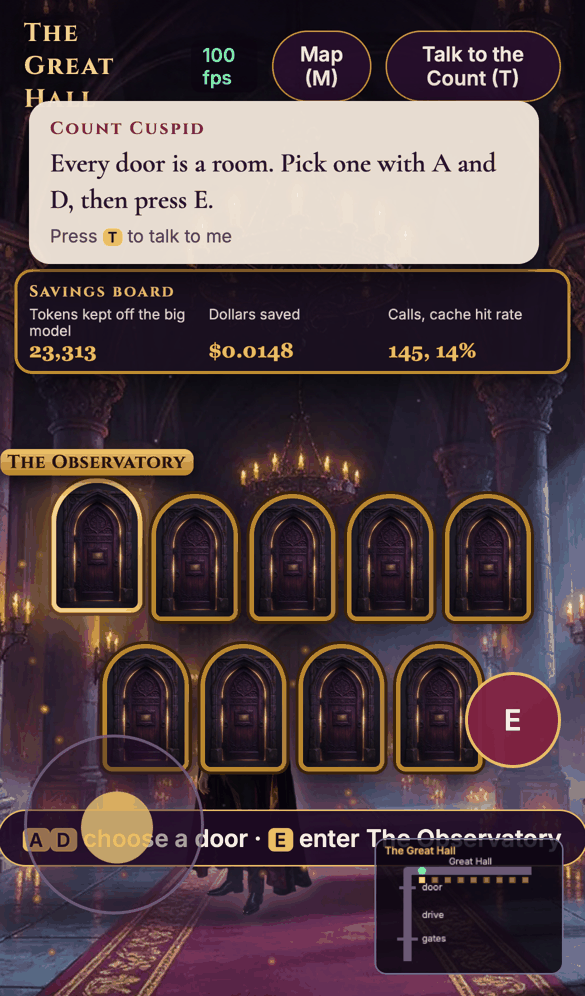 The
Great
Hall
100
fps
Map
(M)
Talk to the
Count (T)
Count Cuspid
Every door is a room. Pick one with A and
D, then press E.
Press T to talk to me
Savings board
Tokens kept off the big
model
23,313
Dollars saved
$0.0148
Calls, cache hit rate
145, 14%
The Observatory
E
A D choose a door · E enter The Observatory
The Great Hall
Great Hall
door
drive
gates